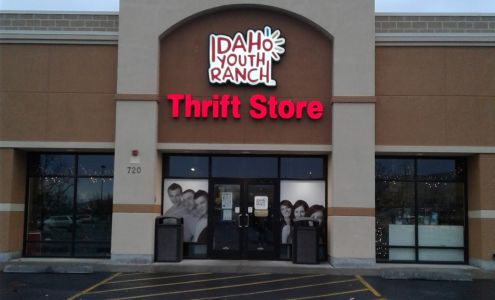 IDAHO
YOUTH
RANCH
Thrift Store
720